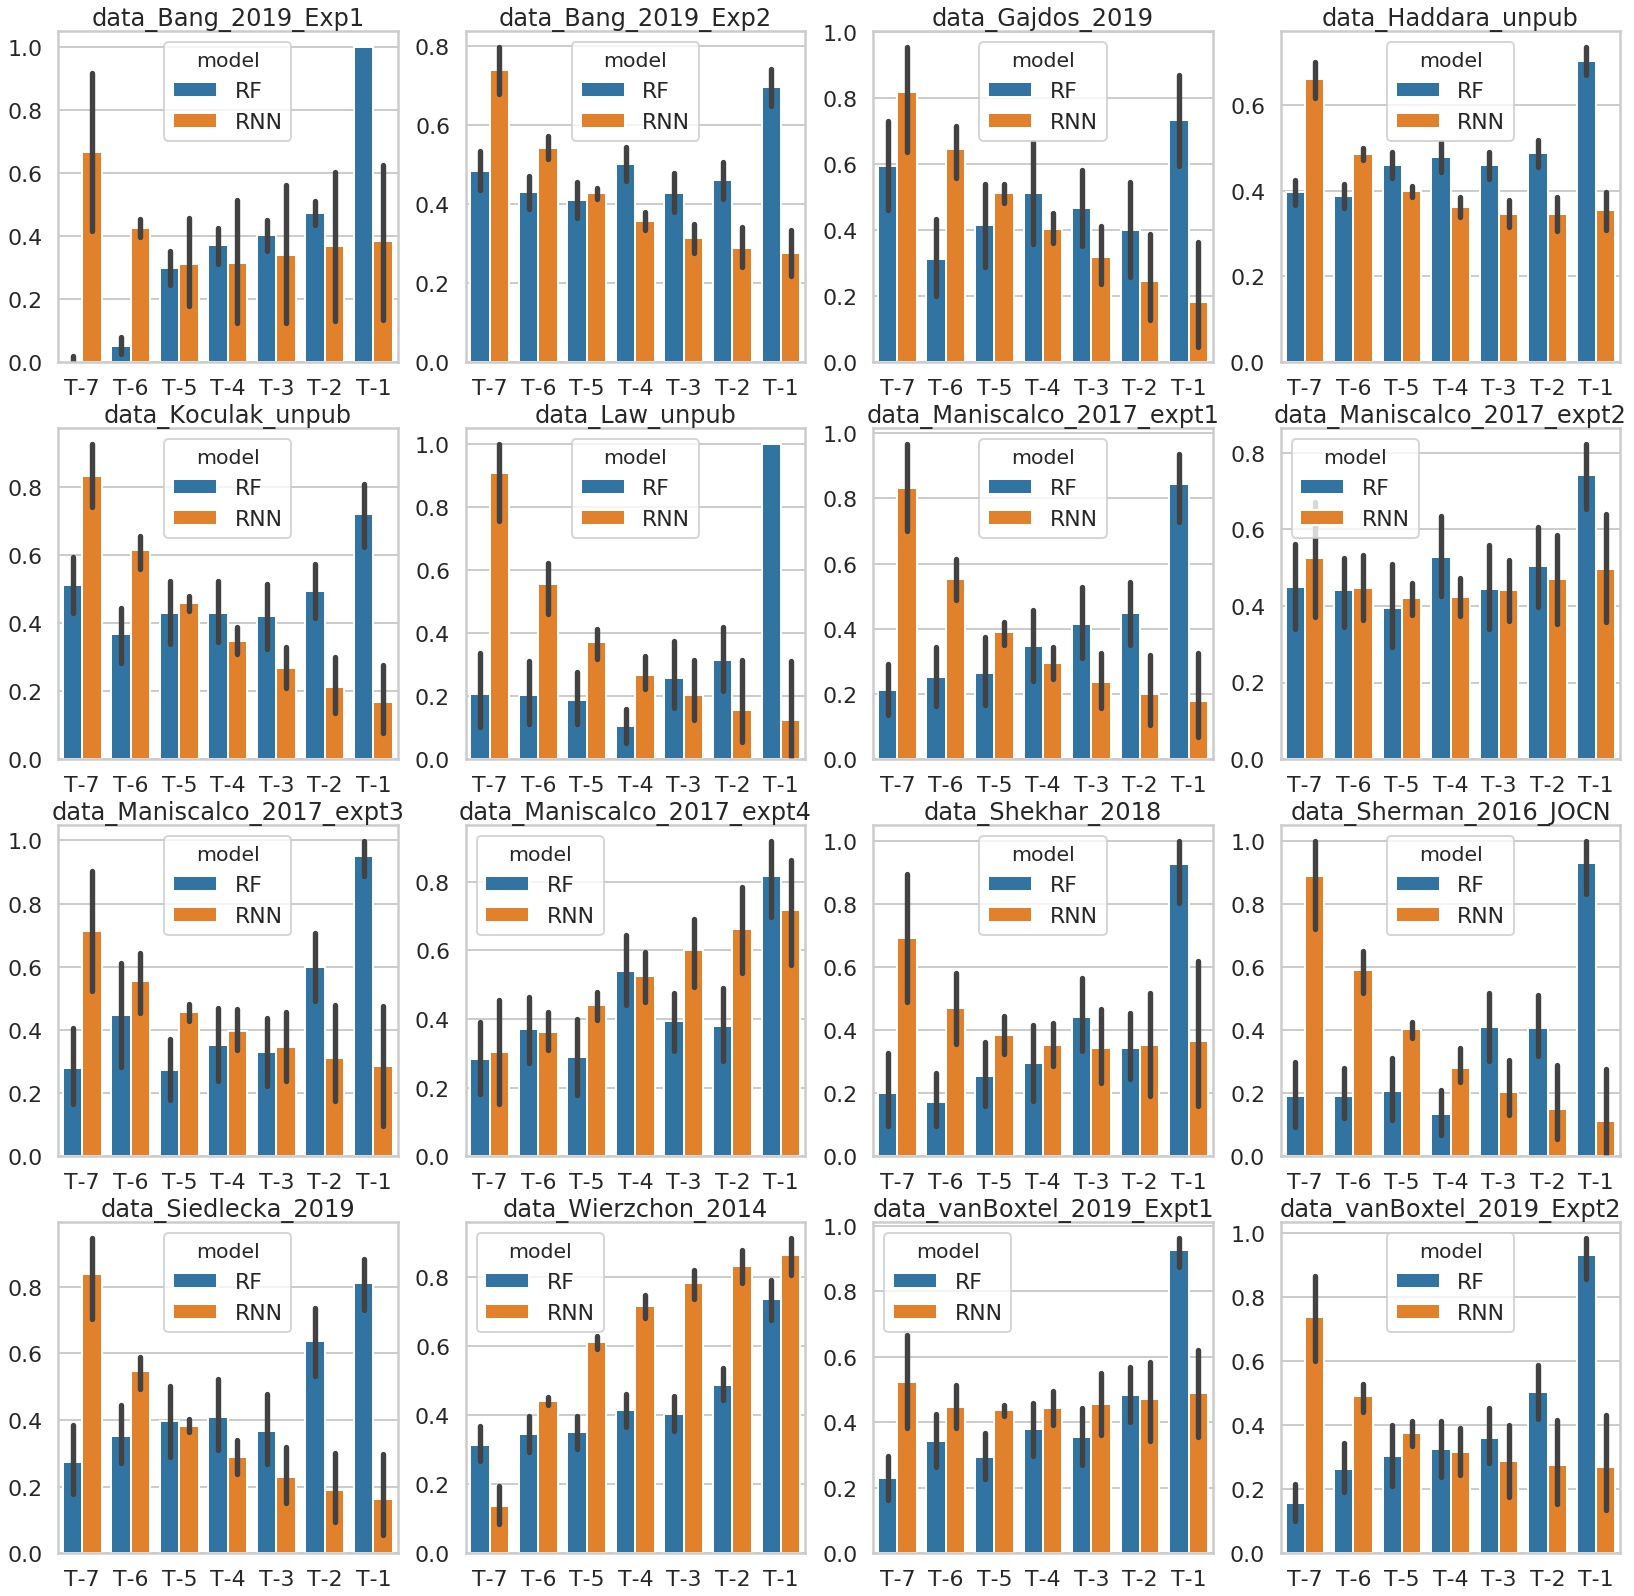 data_Bang_2019_Exp1
1.0
0.8
0.6
0.4
0.2
0.0
model
RF
RNN
T-7 T-6 T-5 T-4 T-3 T-2 T-1
data_Bang_2019_Exp2
0.8
0.6
0.4
0.2
0.0
model
RF
RNN
T-7 T-6 T-5 T-4 T-3 T-2 T-1
data_Gajdos_2019
1.0
0.8
0.6
0.4
0.2
0.0
model
RF
RNN
T-7 T-6 T-5 T-4 T-3 T-2 T-1
data_Haddara_unpub
0.6
0.4
0.2
0.0
model
RF
RNN
T-7 T-6 T-5 T-4 T-3 T-2 T-1
data_Koculak_unpub
0.8
0.6
0.4
0.2
0.0
model
RF
RNN
T-7 T-6 T-5 T-4 T-3 T-2 T-1
data_Law_unpub
1.0
0.8
0.6
0.4
0.2
0.0
model
RF
RNN
T-7 T-6 T-5 T-4 T-3 T-2 T-1
data_Maniscalco_2017_expt1
1.0
0.8
0.6
0.4
0.2
0.0
model
RF
RNN
T-7 T-6 T-5 T-4 T-3 T-2 T-1
data_Maniscalco_2017_expt2
0.8
0.6
0.4
0.2
0.0
model
RF
RNN
T-7 T-6 T-5 T-4 T-3 T-2 T-1
data_Maniscalco_2017_expt3
1.0
0.8
0.6
0.4
0.2
0.0
model
RF
RNN
T-7 T-6 T-5 T-4 T-3 T-2 T-1
data_Maniscalco_2017_expt4
0.8
0.6
0.4
0.2
0.0
model
RF
RNN
T-7 T-6 T-5 T-4 T-3 T-2 T-1
data_Shekhar_2018
1.0
0.8
0.6
0.4
0.2
0.0
model
RF
RNN
T-7 T-6 T-5 T-4 T-3 T-2 T-1
data_Sherman_2016_JOCN
1.0
0.8
0.6
0.4
0.2
0.0
model
RF
RNN
T-7 T-6 T-5 T-4 T-3 T-2 T-1
data_Siedlecka_2019
0.8
0.6
0.4
0.2
0.0
model
RF
RNN
T-7 T-6 T-5 T-4 T-3 T-2 T-1
data_Wierzchon_2014
0.8
0.6
0.4
0.2
0.0
model
RF
RNN
T-7 T-6 T-5 T-4 T-3 T-2 T-1
data_vanBoxtel_2019_Expt1
1.0
0.8
0.6
0.4
0.2
0.0
model
RF
RNN
T-7 T-6 T-5 T-4 T-3 T-2 T-1
data_vanBoxtel_2019_Expt2
1.0
0.8
0.6
0.4
0.2
0.0
model
RF
RNN
T-7 T-6 T-5 T-4 T-3 T-2 T-1